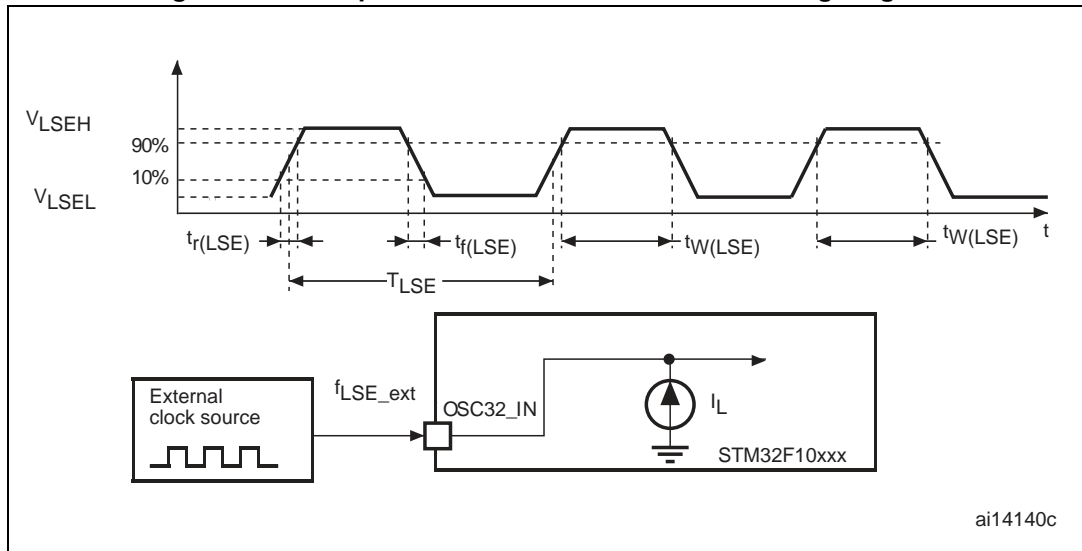 VLSEH
90%
10%
VLSEL
tr(LSE)
tf(LSE)
tW(LSE)
tW(LSE)
t
TLSE
External
clock source
fLSE_ext
OSC32_IN
IL
STM32F10xxx
ai14140c